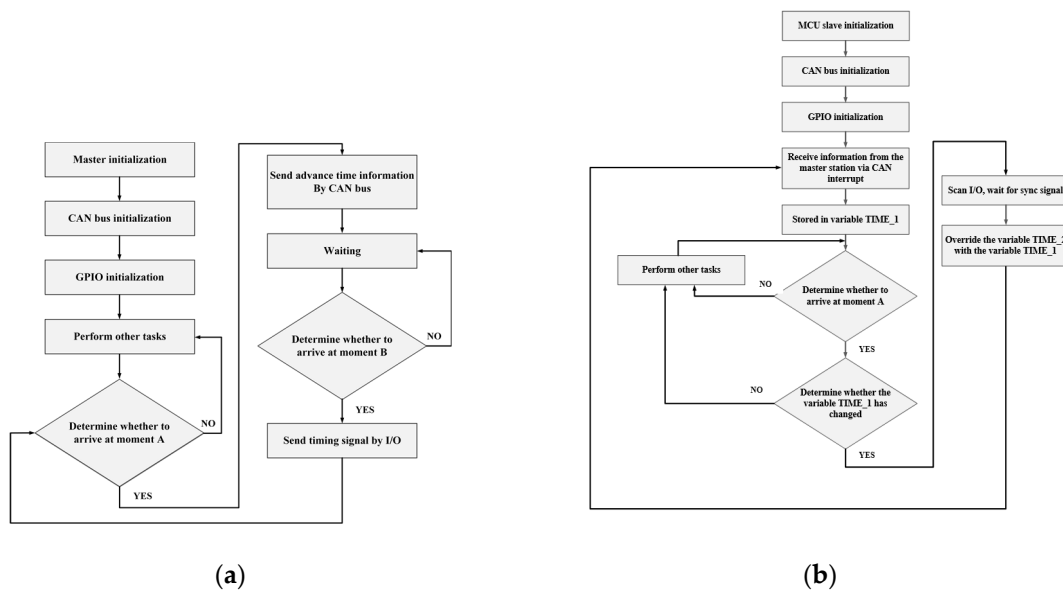 Master initialization
CAN bus initialization
GPIO initialization
Perform other tasks
Determine whether to
arrive at moment A
NO
YES
Send advance time information
By CAN bus
Waiting
Determine whether to
arrive at moment B
NO
YES
Send timing signal by I/O
(a)
MCU slave initialization
CAN bus initialization
GPIO initialization
Receive information from the
master station via CAN
interrupt
Stored in variable TIME_1
Perform other tasks
NO
Determine whether to
arrive at moment A
YES
NO
Determine whether the
variable TIME_1 has
changed
YES
Scan I/O, wait for sync signal
Override the variable TIME_2
with the variable TIME_1
(b)